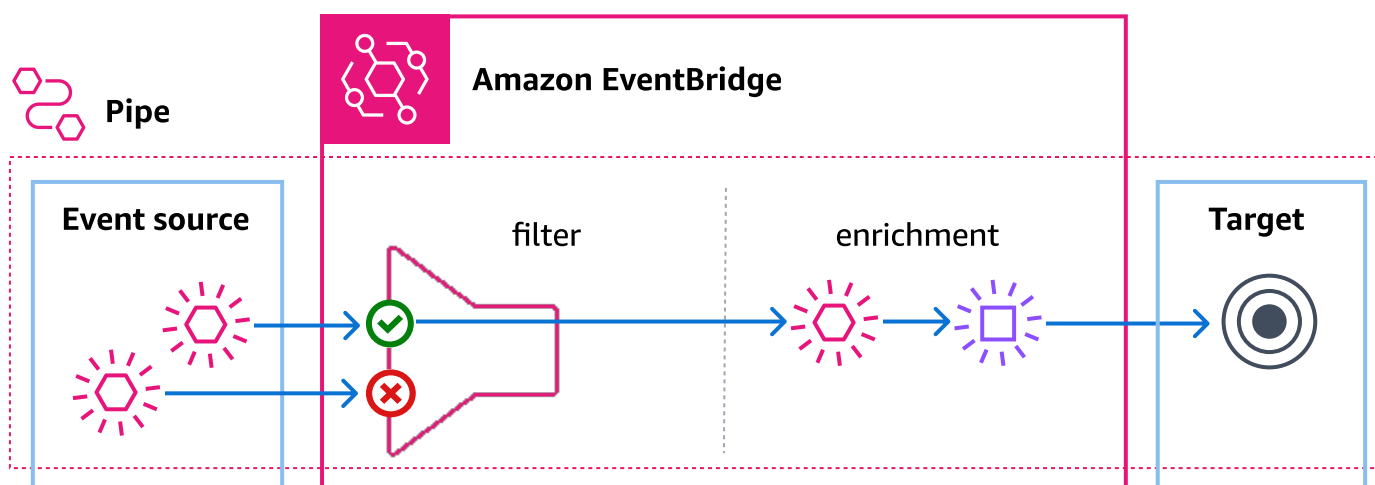 Amazon EventBridge
Pipe
Event source
filter
enrichment
Target